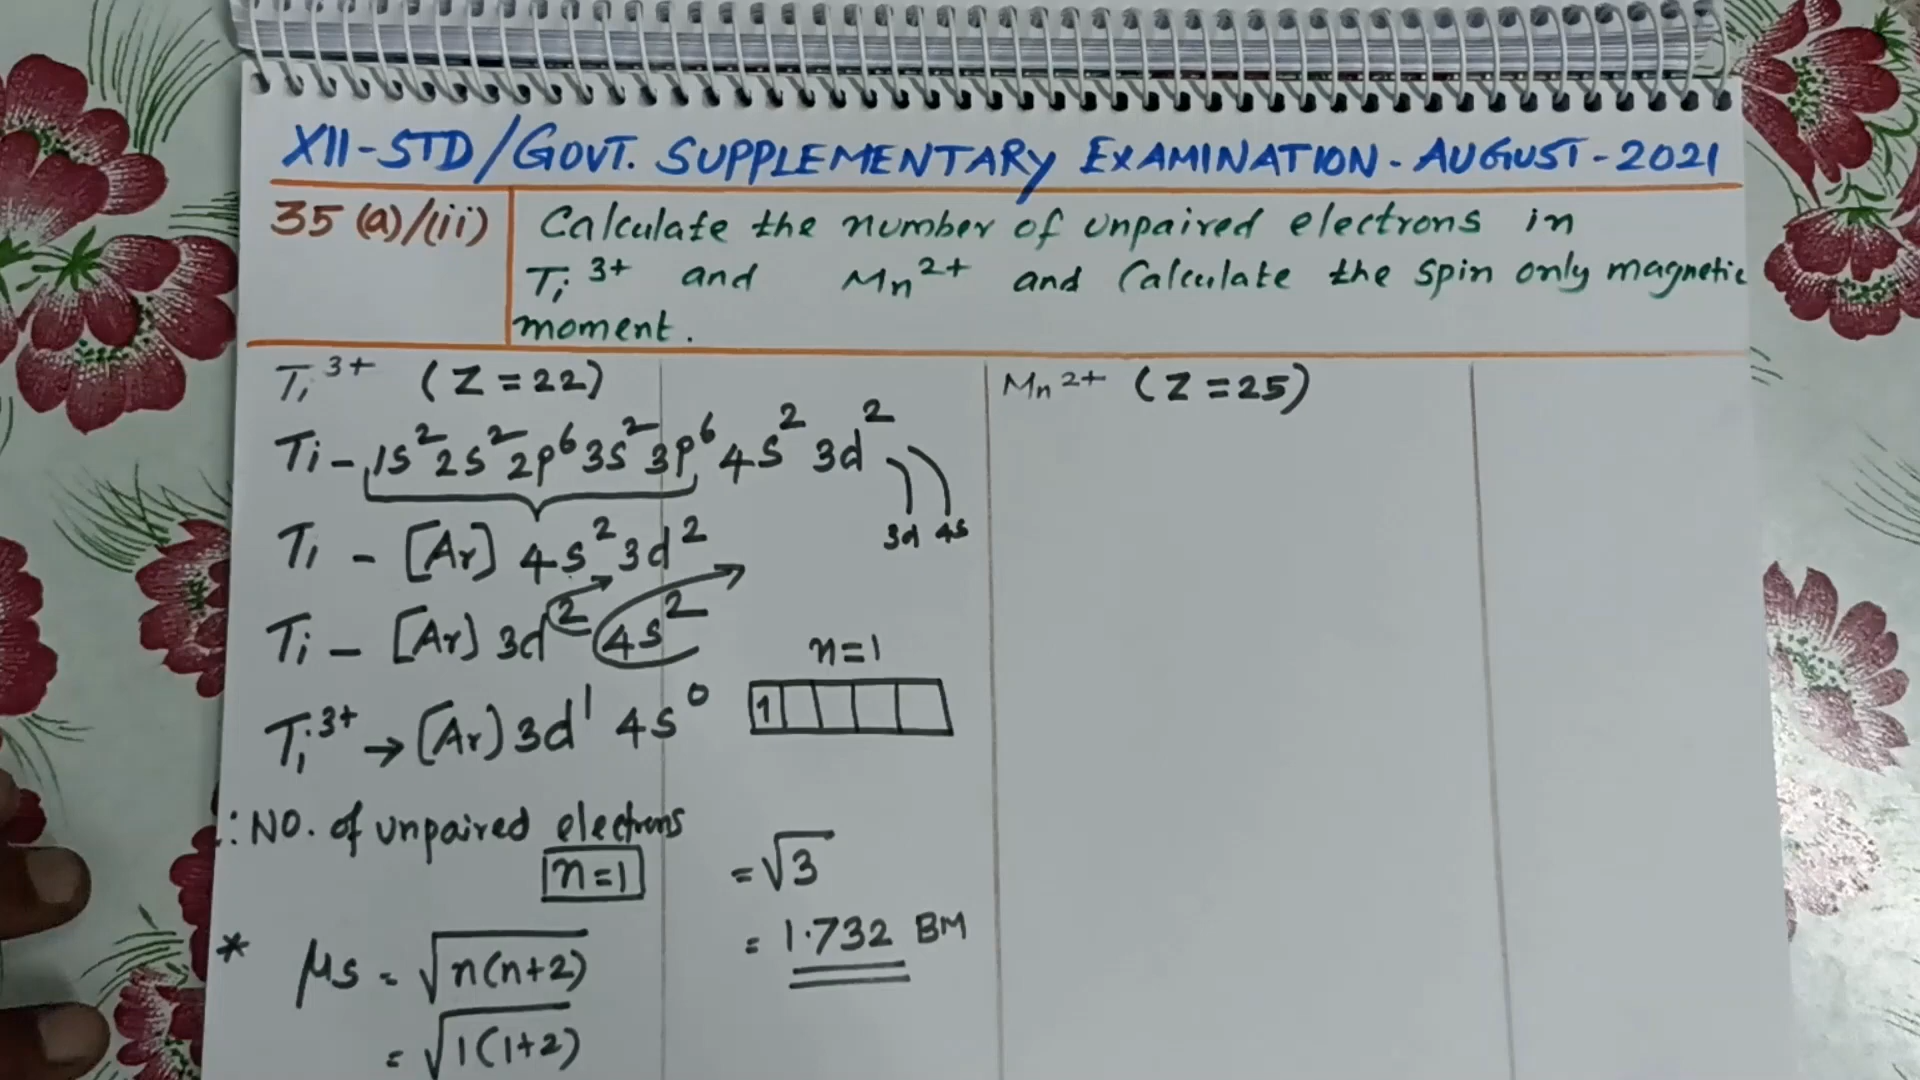 XII-STD/GOVT. SUPPLEMENTARY EXAMINATION - AUGUST - 2021
35 (a)/(ii)
Calculate the number of unpaired electrons in
Ti 3+ and Mn 2+ and Calculate the spin only magnetic
moment.
Ti 3+ (Z = 22)
Ti - 1s² 2s² 2p⁶ 3s² 3p⁶ 4s² 3d²
3d 4s
Ti - [Ar] 4s² 3d²
Ti - [Ar] 3d² 4s²
n=1
Ti 3+ → [Ar] 3d¹ 4s⁰
1
∴ NO. of unpaired electrons
n=1
* μs = √n(n+2)
= √1(1+2)
= √3
= 1.732 BM
Mn 2+ (Z = 25)